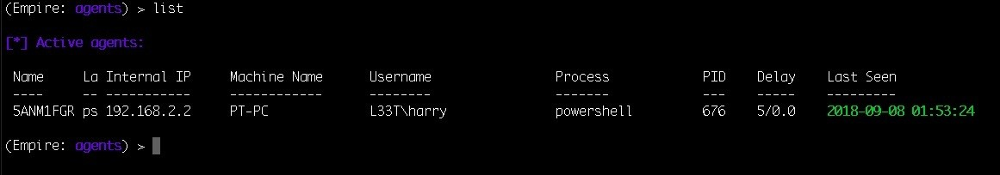 (Empire: agents) > list
[*] Active agents:
Name La Internal IP Machine Name Username Process PID Delay Last Seen
---- -- ----------- ------------ -------- ------- --- ----- ---------
5ANM1FGR ps 192.168.2.2 PT-PC L33T\harry powershell 676 5/0.0 2018-09-08 01:53:24
(Empire: agents) >